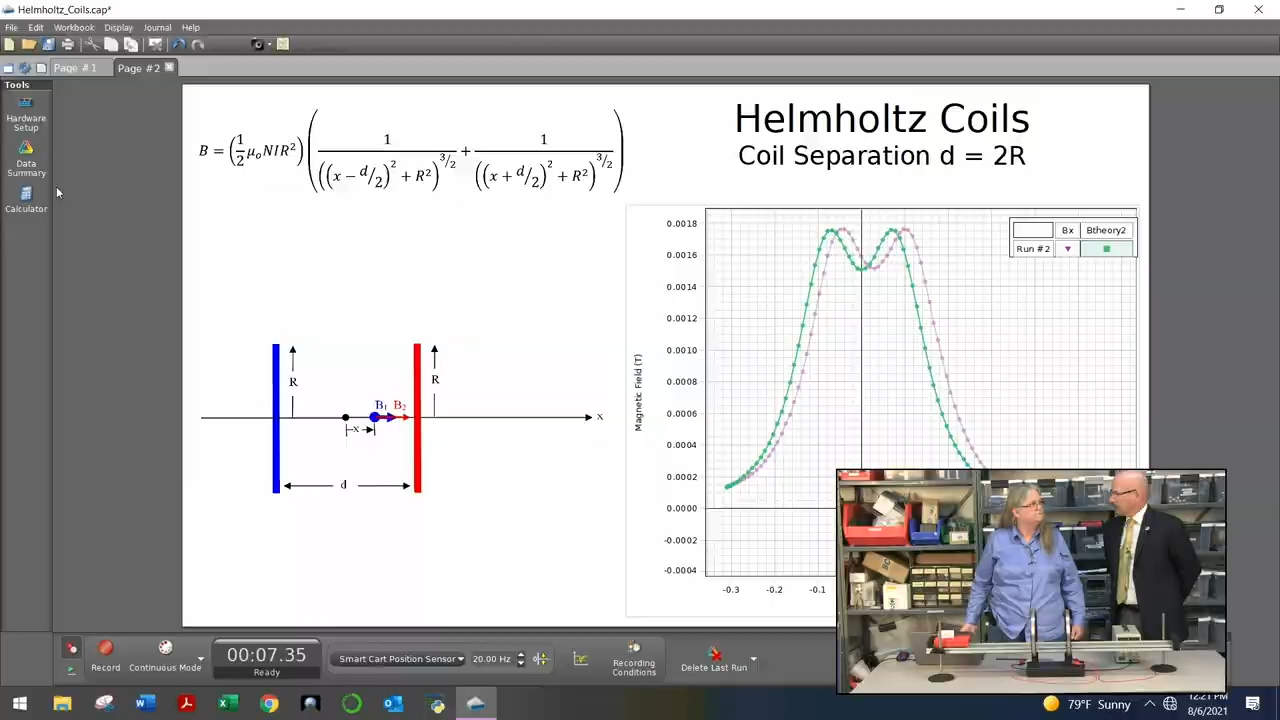 Helmholtz_Coils.cap*
File Edit Workbook Display Journal Help
Page #1 Page #2
Tools
Hardware Setup
Data Summary
Calculator
Helmholtz Coils
Coil Separation d = 2R
B = (1/2 μ₀NIR²) (1/((x − d/2)² + R²)^3/2 + 1/((x + d/2)² + R²)^3/2)
R R
B₁ B₂
x
x
d
Bx Btheory2
Run #2
Magnetic Field (T)
0.0018
0.0016
0.0014
0.0012
0.0010
0.0008
0.0006
0.0004
0.0002
0.0000
-0.0002
-0.0004
-0.3 -0.2 -0.1
Record Continuous Mode 00:07.35 Ready Smart Cart Position Sensor 20.00 Hz Recording Conditions Delete Last Run
79°F Sunny
12:21 PM
8/6/2021